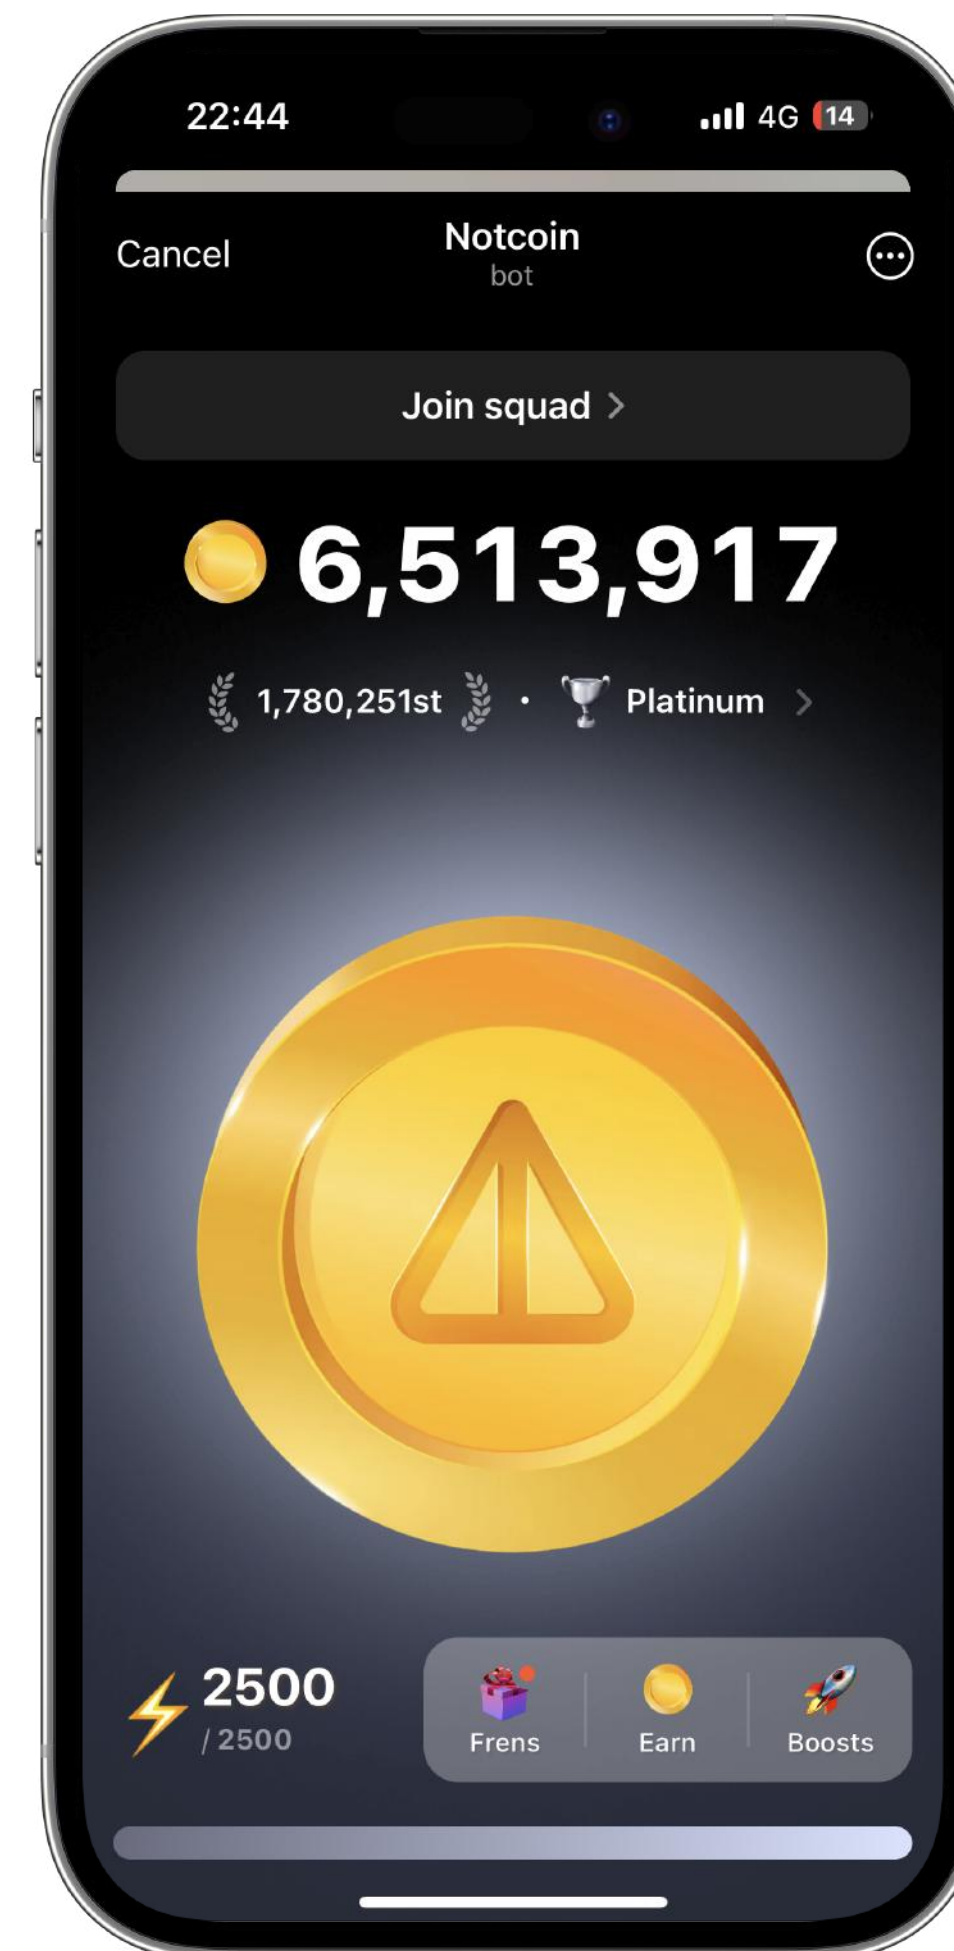 22:44 4G 14
Cancel
Notcoin
bot
Join squad >
6,513,917
1,780,251st · Platinum >
2500
/ 2500
Frens
Earn
Boosts